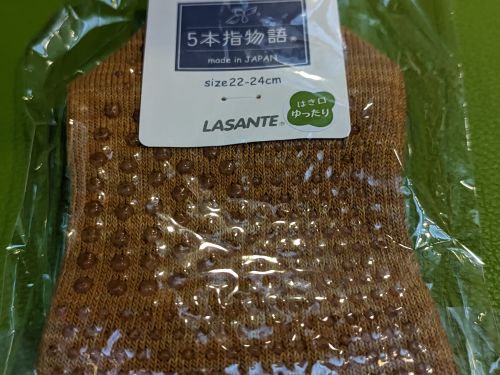 5本指物語®
made in JAPAN
size22-24cm
はき口
ゆったり
LASANTE®